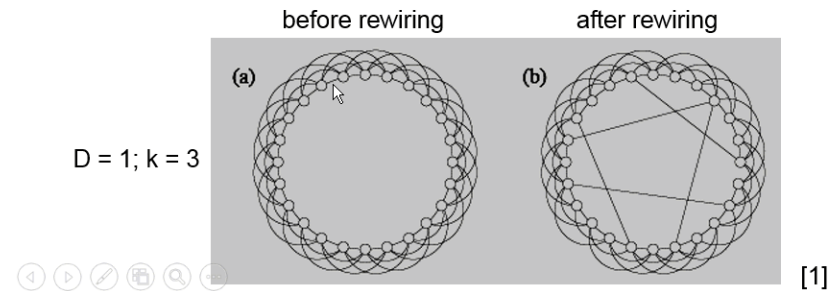 before rewiring
after rewiring
(a)
(b)
D = 1; k = 3
[1]